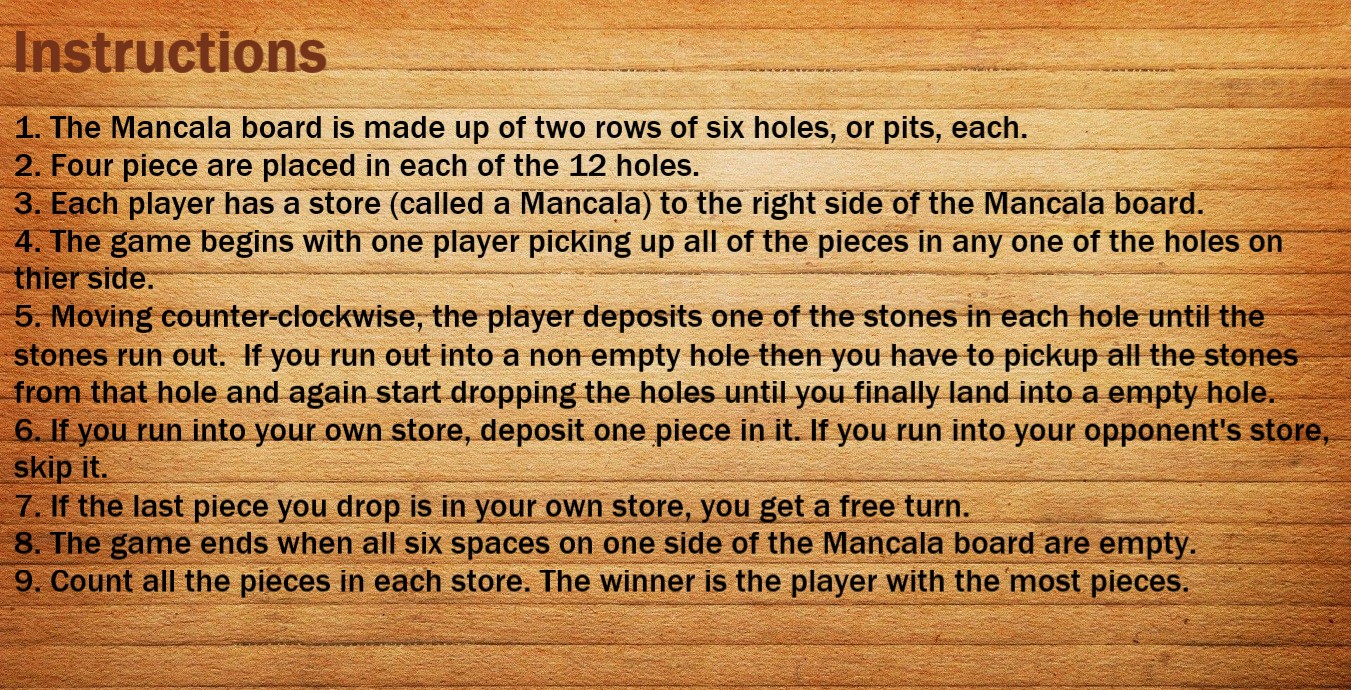 Instructions
1. The Mancala board is made up of two rows of six holes, or pits, each.
2. Four piece are placed in each of the 12 holes.
3. Each player has a store (called a Mancala) to the right side of the Mancala board.
4. The game begins with one player picking up all of the pieces in any one of the holes on
thier side.
5. Moving counter-clockwise, the player deposits one of the stones in each hole until the
stones run out.  If you run out into a non empty hole then you have to pickup all the stones
from that hole and again start dropping the holes until you finally land into a empty hole.
6. If you run into your own store, deposit one piece in it. If you run into your opponent's store,
skip it.
7. If the last piece you drop is in your own store, you get a free turn.
8. The game ends when all six spaces on one side of the Mancala board are empty.
9. Count all the pieces in each store. The winner is the player with the most pieces.